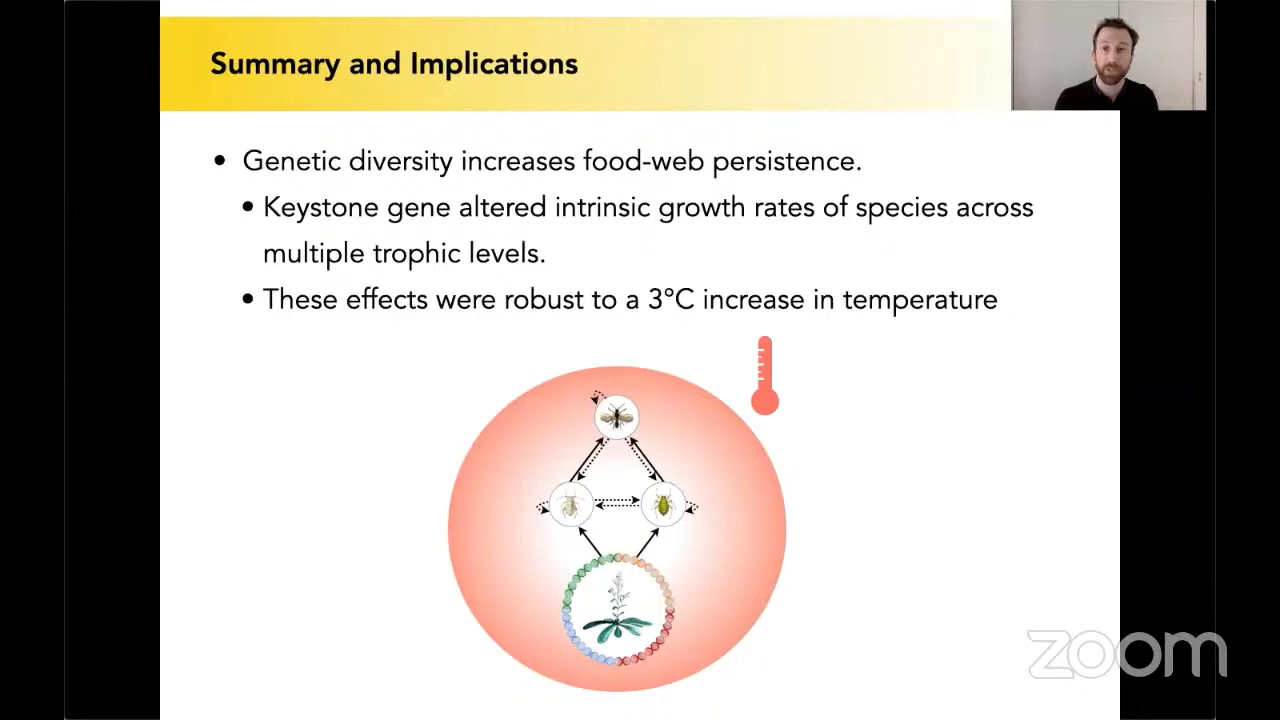 Summary and Implications
• Genetic diversity increases food-web persistence.
• Keystone gene altered intrinsic growth rates of species across
multiple trophic levels.
• These effects were robust to a 3°C increase in temperature
zoom